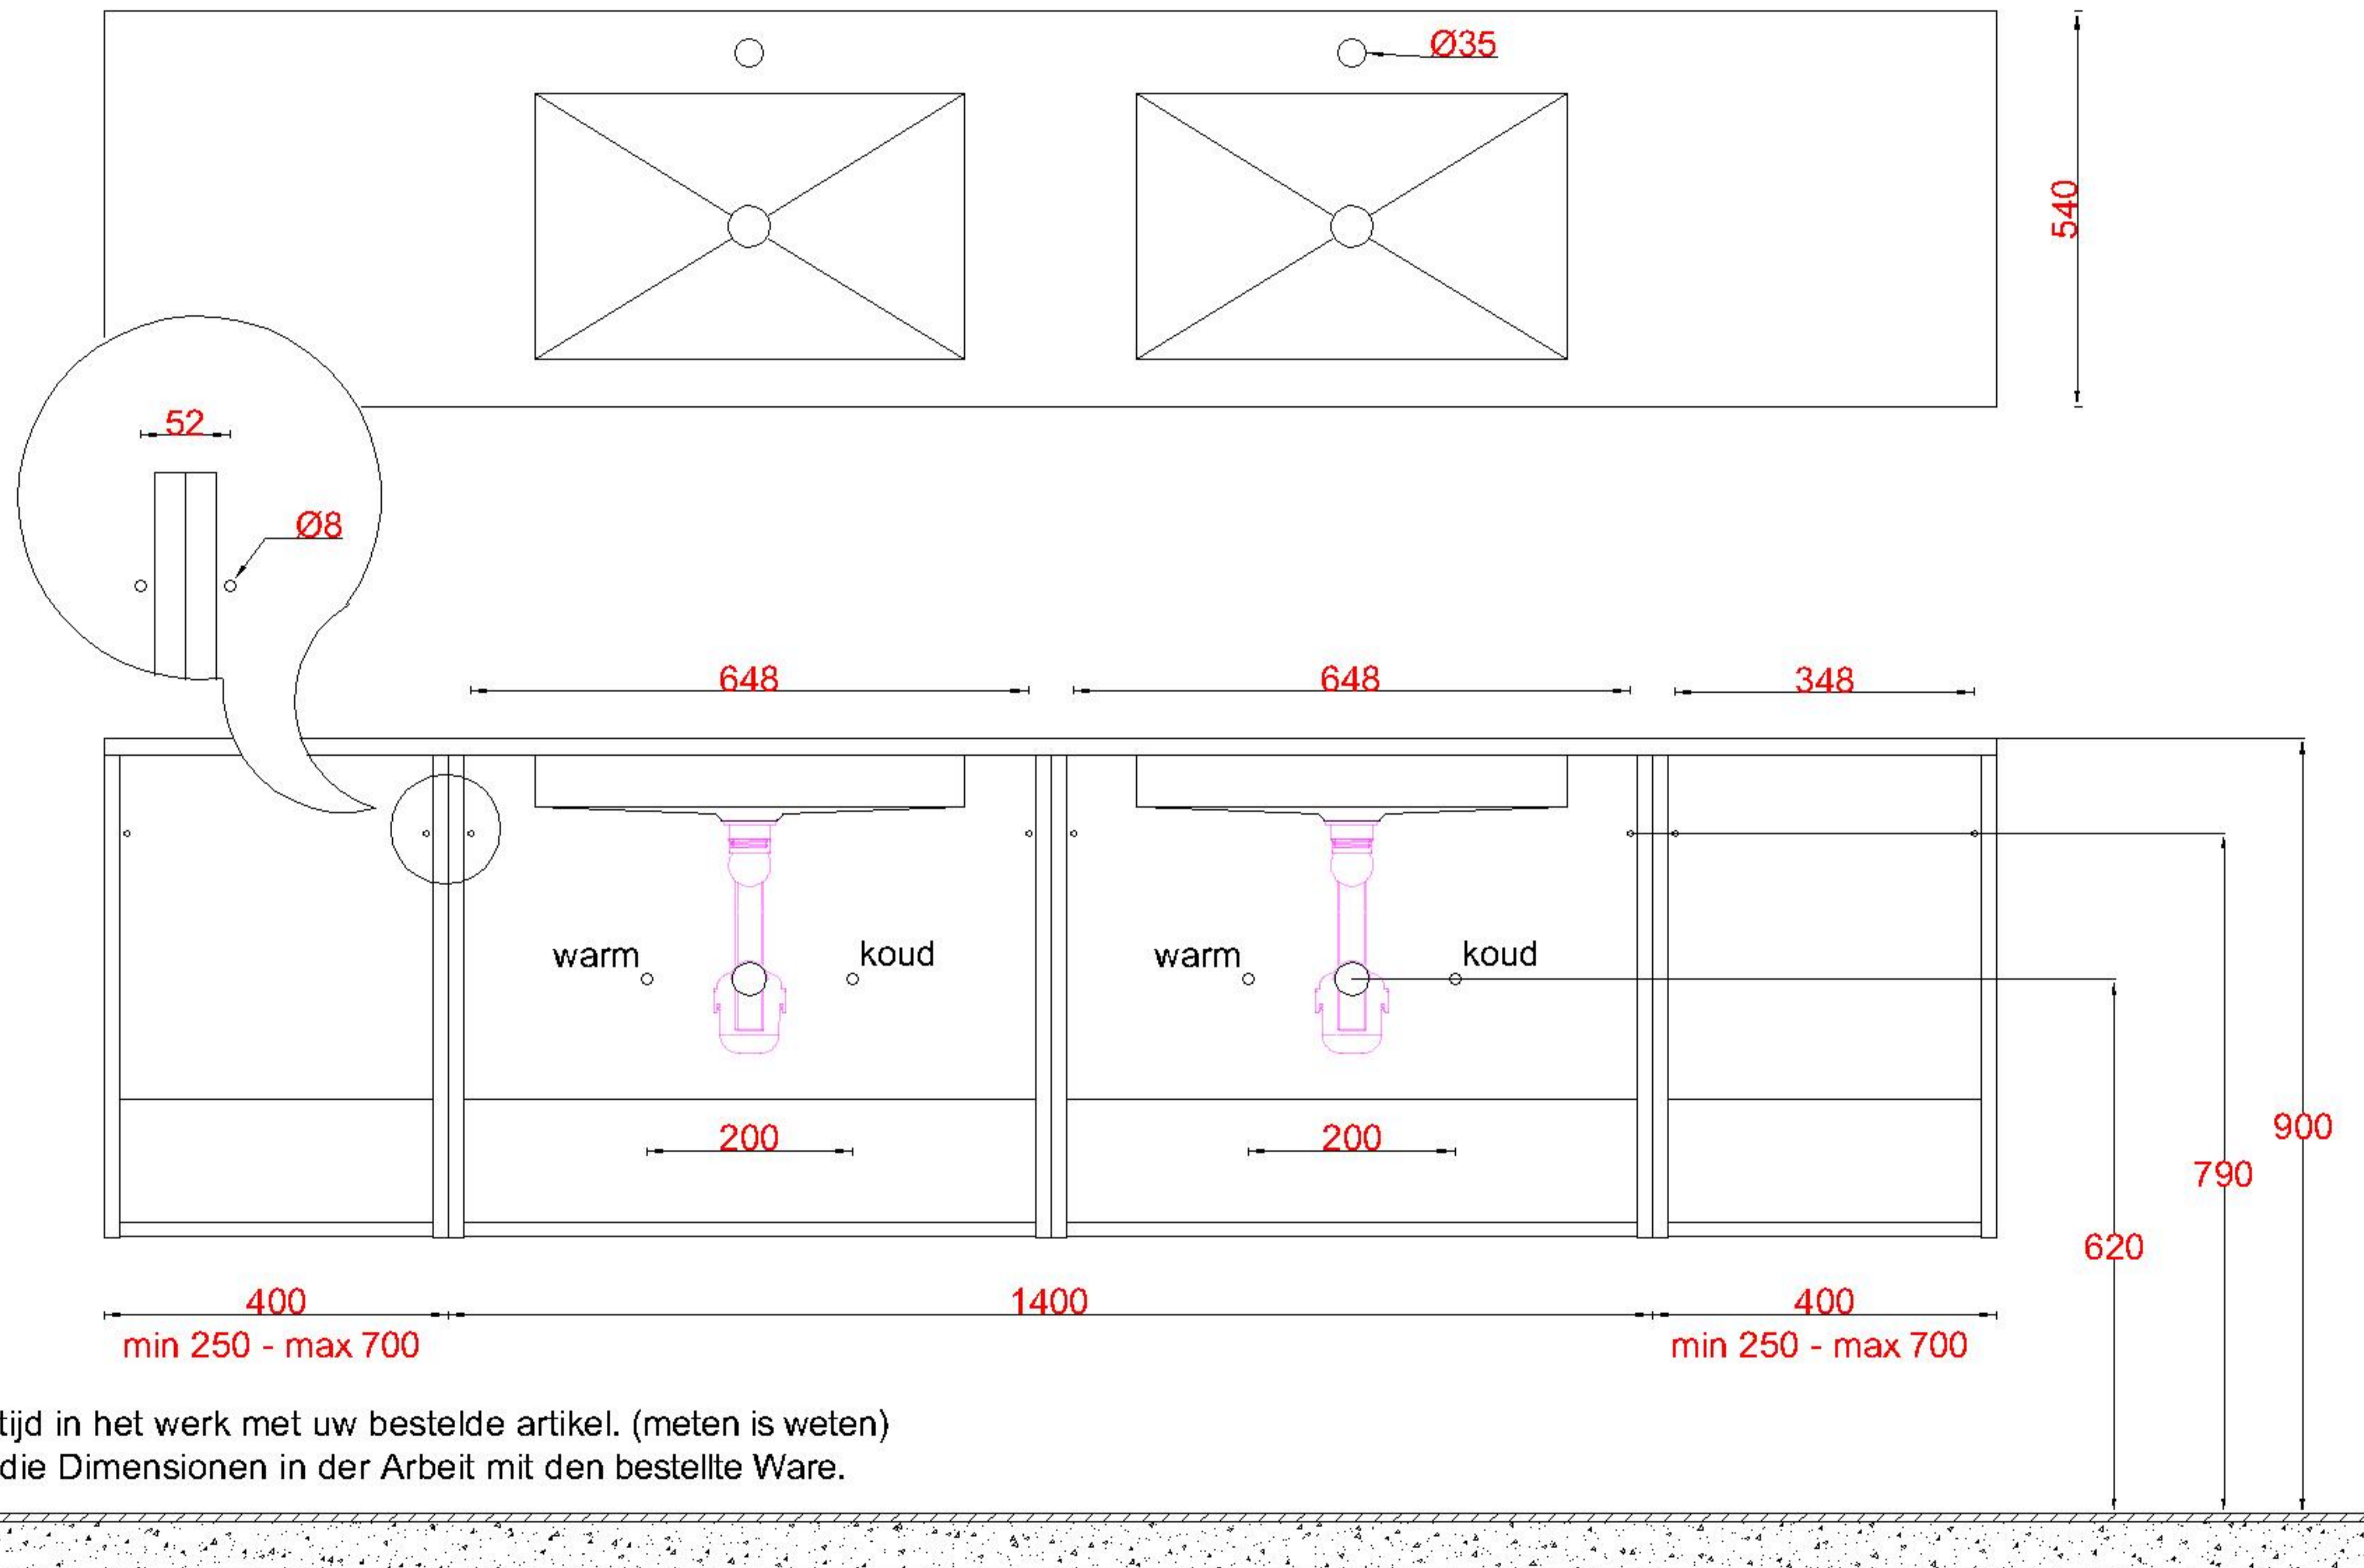 Ø35
540
52
Ø8
648
648
348
warm
koud
warm
koud
200
200
900
790
620
400
1400
400
min 250 - max 700
min 250 - max 700
tijd in het werk met uw bestelde artikel. (meten is weten)
die Dimensionen in der Arbeit mit den bestellte Ware.